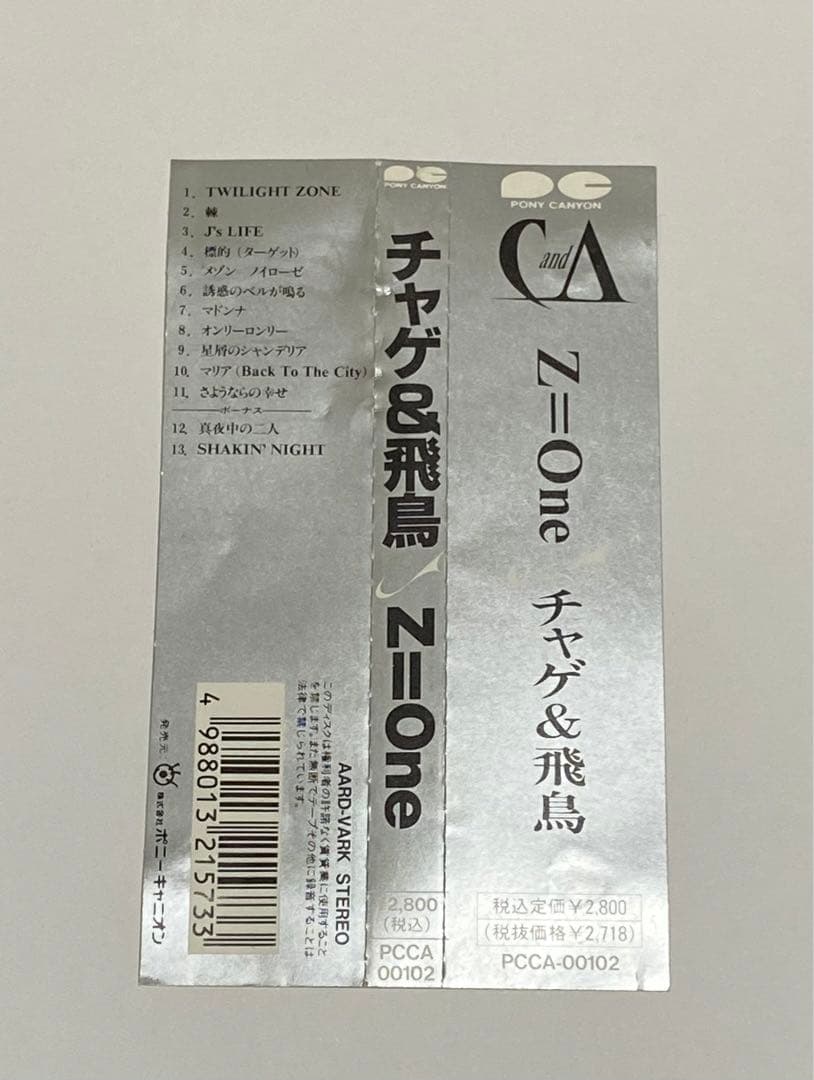 1. TWILIGHT ZONE
2. 棘
3. J's LIFE
4. 標的(ターゲット)
5. メゾン ノイローゼ
6. 誘惑のベルが鳴る
7. マドンナ
8. オンリーロンリー
9. 星屑のシャンデリア
10. マリア(Back To The City)
11. さようならの幸せ
ボーナス
12. 真夜中の二人
13. SHAKIN' NIGHT
AARD-VARK STEREO
このディスクは権利者の許諾なく賃貸業に使用すること
を禁じます。また無断でテープその他に録音することは
法律で禁じられています。
4 988013 215733
発売元: 株式会社ポニーキャニオン
PONY CANYON
チャゲ&飛鳥 Z=One
¥2,800
(税込)
PCCA
00102
PONY CANYON
C and A
Z=One チャゲ&飛鳥
税込定価¥2,800
(税抜価格¥2,718)
PCCA-00102